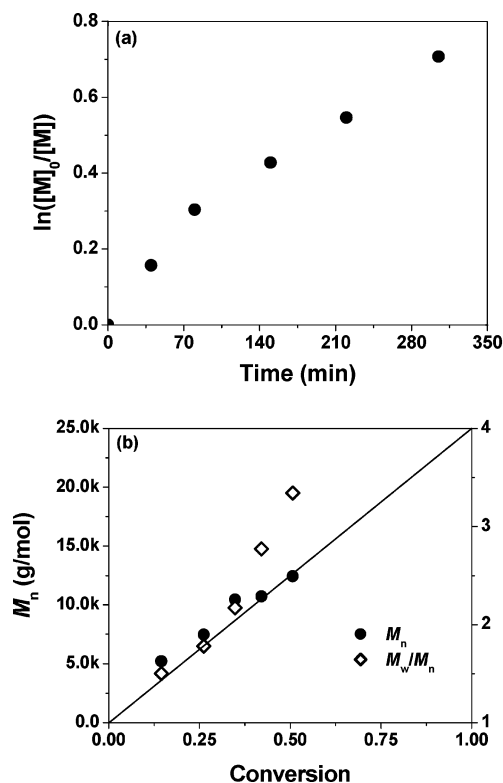 (a)
ln([M]0/[M])
0.8
0.6
0.4
0.2
0.0
0 70 140 210 280 350
Time (min)
(b)
Mn (g/mol)
25.0k
20.0k
15.0k
10.0k
5.0k
0.0
4
3
2
1
Mn
Mw/Mn
0.00 0.25 0.50 0.75 1.00
Conversion